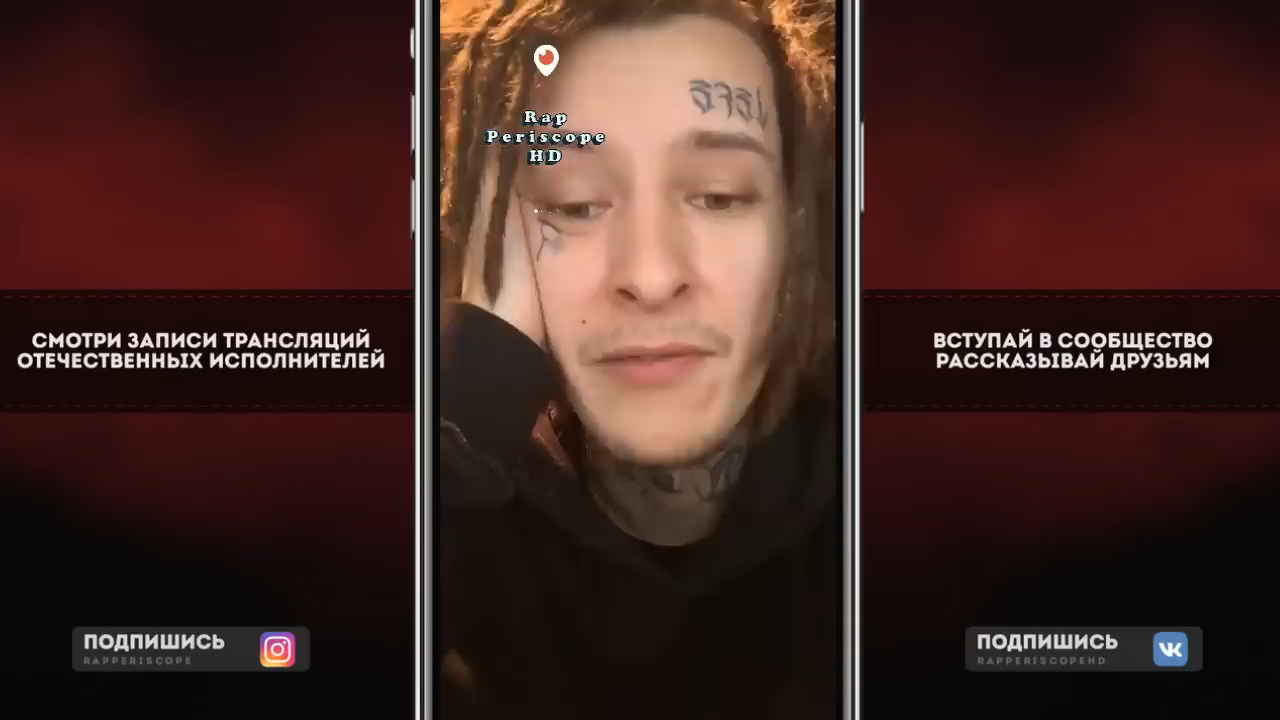 Rap
Periscope
HD
СМОТРИ ЗАПИСИ ТРАНСЛЯЦИЙ
ОТЕЧЕСТВЕННЫХ ИСПОЛНИТЕЛЕЙ
ВСТУПАЙ В СООБЩЕСТВО
РАССКАЗЫВАЙ ДРУЗЬЯМ
ПОДПИШИСЬ
RAPPERISCOPE
ПОДПИШИСЬ
RAPPERISCOPEHD